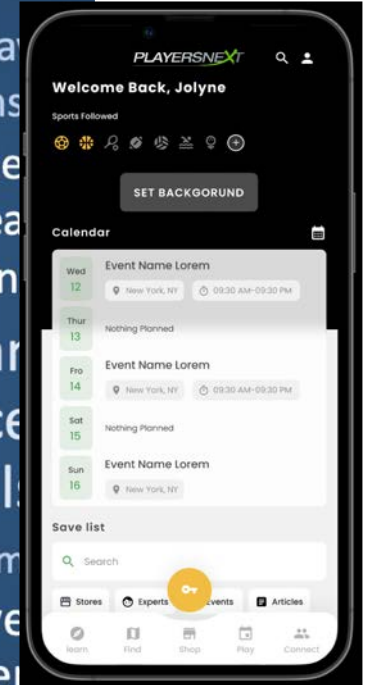 PLAYERSNEXT
Welcome Back, Jolyne
Sports Followed
SET BACKGORUND
Calendar
Wed
12
Event Name Lorem
New York, NY
09:30 AM-09:30 PM
Thur
13
Nothing Planned
Fro
14
Event Name Lorem
New York, NY
09:30 AM-09:30 PM
Sat
15
Nothing Planned
Sun
16
Event Name Lorem
New York, NY
Save list
Search
Stores
Experts
Events
Articles
learn
Find
Shop
Play
Connect